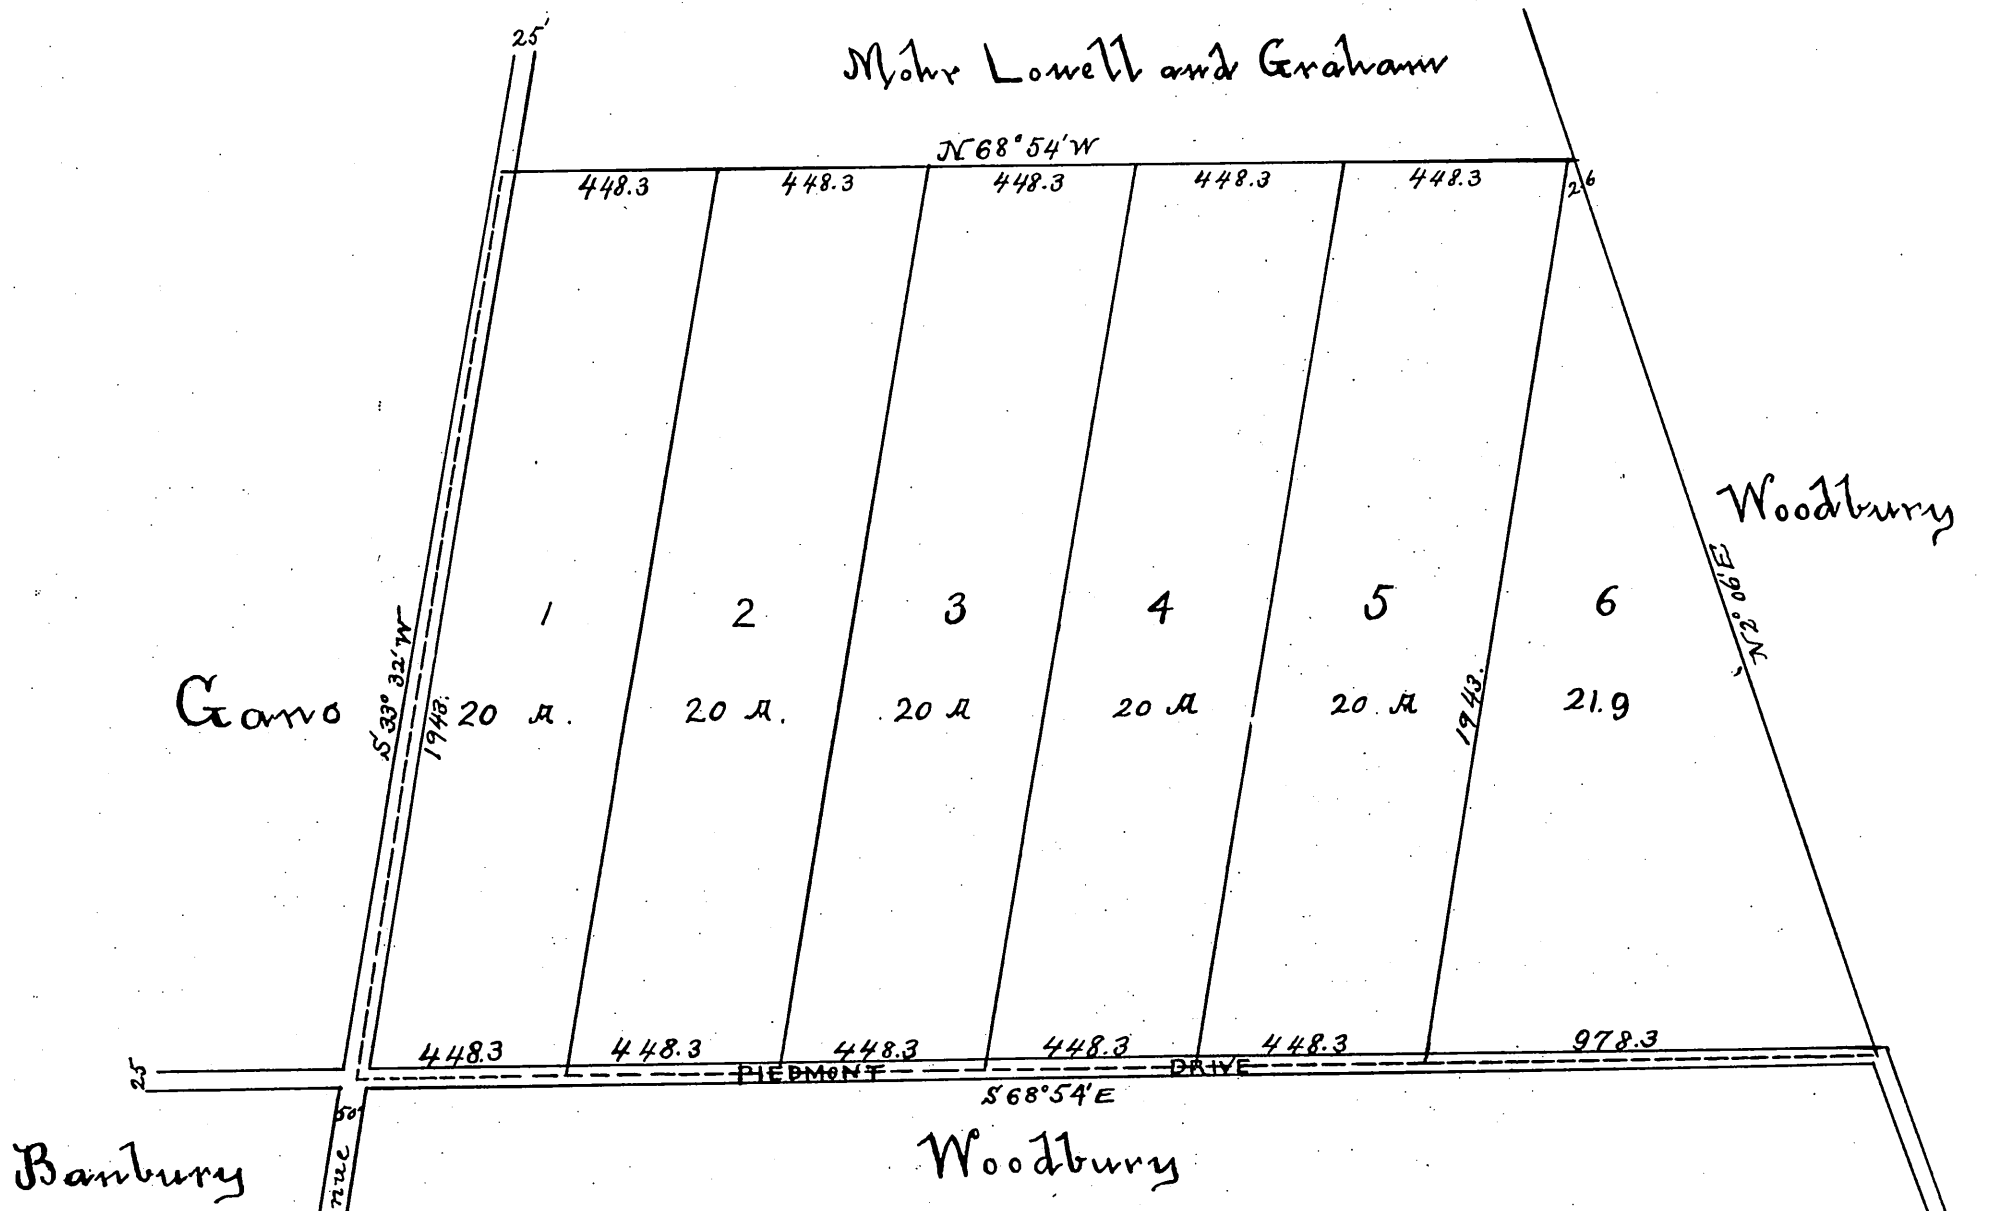 25'
Mohr Lowell and Graham
N 68° 54' W
448.3 448.3 448.3 448.3 448.3 2.6
Woodbury
N 2° 06' E
1 2 3 4 5 6
S 33° 32' W
1943.
1943.
Gano
20 A. 20 A. 20 A 20 A 20 A 21.9
448.3 448.3 448.3 448.3 448.3 978.3
25
PIEDMONT DRIVE
S 68° 54' E
50'
nue
Banbury
Woodbury